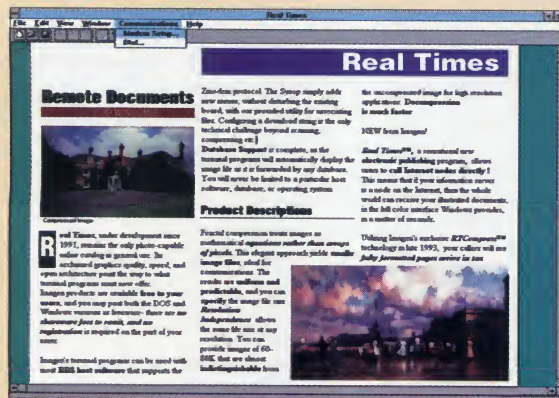 Real Times
File Edit View Window Communications Help
Modem Setup...
Dial...
Real Times
Remote Documents
Compressed Image
Real Times, under development since
1991, remains the only photo-capable
online catalog in general use. Its
unchained graphics quality, speed, and
open architecture point the way to what
terminal programs must now offer.
Imagen products are available free to your
users, and you may post both the DOS and
Windows versions as freeware- there are no
shareware fees to remit, and no
registration is required on the part of your
users.
Imagen's terminal programs can be used with
most BBS host software that supports the
Zmodem protocol. The Sysop simply adds
new menus, without disturbing the existing
board, with our provided utility for associating
files. Configuring a download string is the only
technical challenge beyond scanning,
compressing etc.)
Database Support is complete, as the
terminal programs will automatically display the
image file as it is forwarded by any database.
You will never be limited to a particular host
software, database, or operating system.
Product Descriptions
Fractal compression treats images as
mathematical equations rather than arrays
of pixels. This elegant approach yields smaller
image files, ideal for
communications. The
results are uniform and
predictable, and you can
specify the image file size.
Resolution
Independence allows
the same file size at any
resolution. You can
provide images of 60-
80K that are almost
indistinguishable from
the uncompressed image for high resolution
applications. Decompression
is much faster
NEW from Imagen!
Real Times™, a sensational new
electronic publishing program, allows
users to call Internet nodes directly!
This means that if your information server
is a node on the Internet, then the whole
world can receive your illustrated documents,
in the full color interface Windows provides,
in a matter of seconds.
Utilizing Imagen's exclusive RTCompress™
technology in late 1993, your callers will see
fully formatted pages arrive in ten